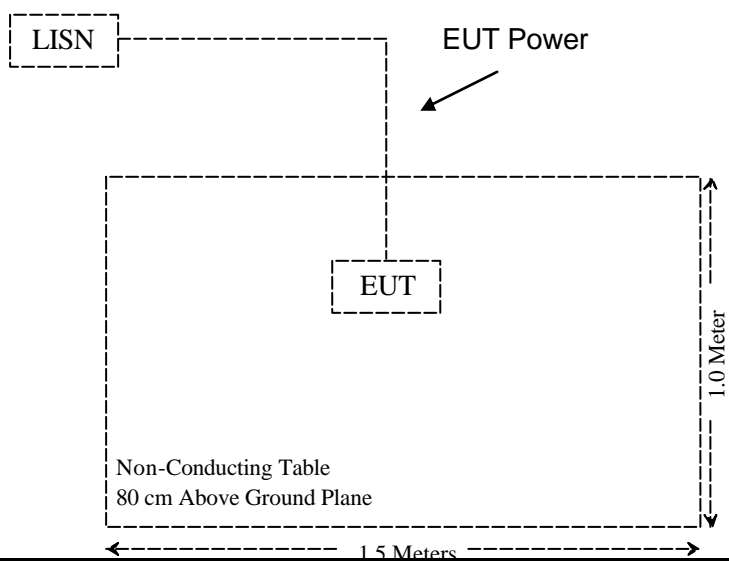 LISN
EUT Power
EUT
1.0 Meter
Non-Conducting Table
80 cm Above Ground Plane
1.5 Meters